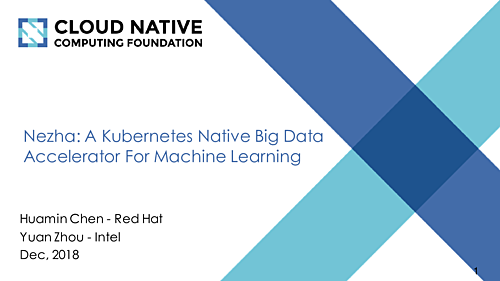 CLOUD NATIVE
COMPUTING FOUNDATION
Nezha: A Kubernetes Native Big Data
Accelerator For Machine Learning
Huamin Chen - Red Hat
Yuan Zhou - Intel
Dec, 2018
1